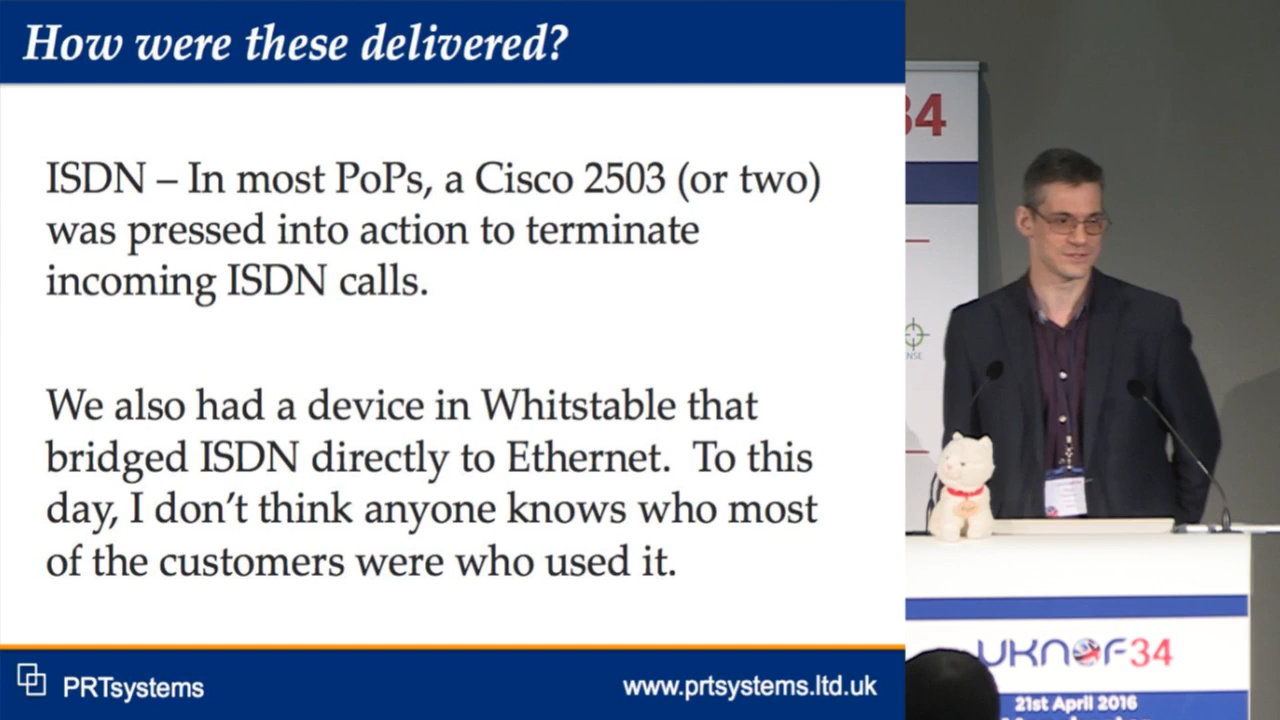 How were these delivered?
ISDN – In most PoPs, a Cisco 2503 (or two)
was pressed into action to terminate
incoming ISDN calls.
We also had a device in Whitstable that
bridged ISDN directly to Ethernet.  To this
day, I don’t think anyone knows who most
of the customers were who used it.
PRTsystems
www.prtsystems.ltd.uk
34
NSE
UKNOF34
21st April 2016